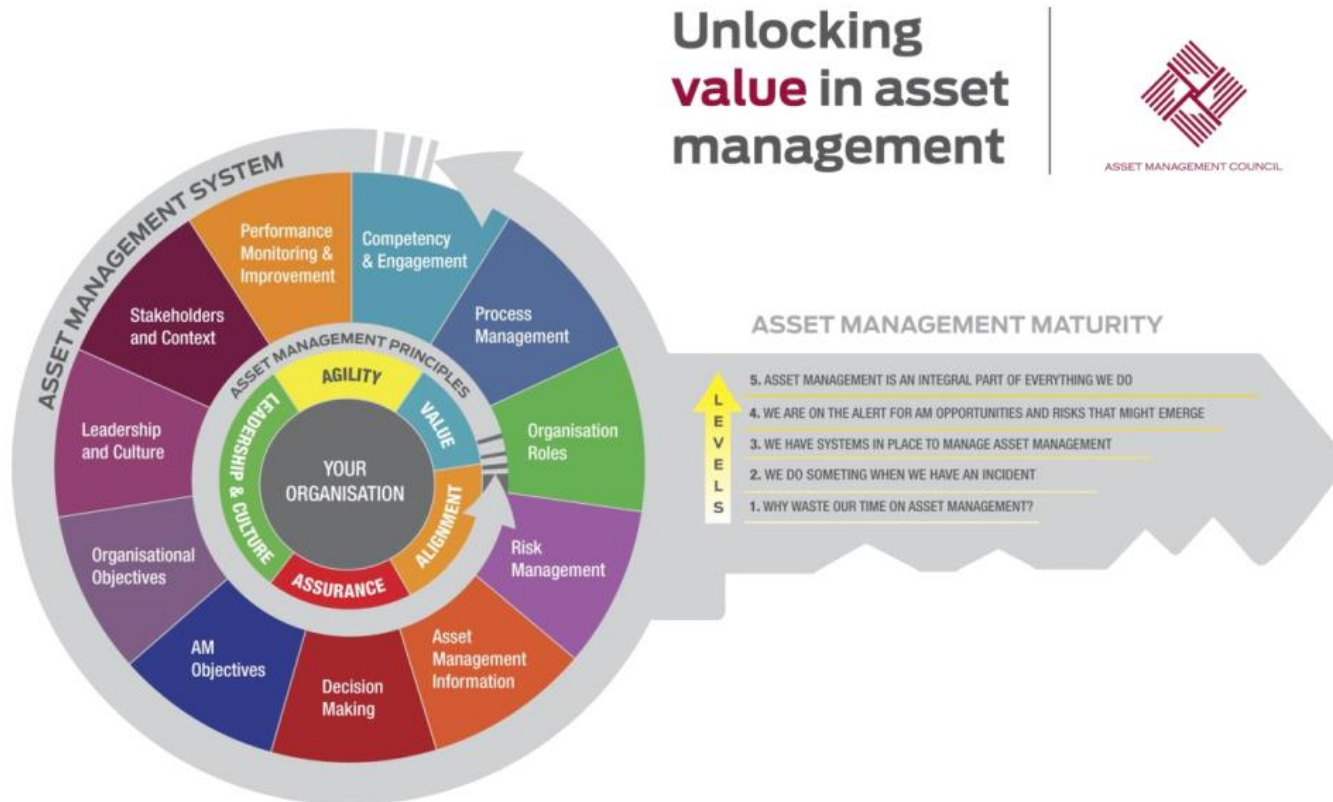 Unlocking
value in asset
management
ASSET MANAGEMENT COUNCIL
ASSET MANAGEMENT SYSTEM
Performance
Monitoring &
Improvement
Competency
& Engagement
Process
Management
Organisation
Roles
Risk
Management
Asset
Management
Information
Decision
Making
AM
Objectives
Organisational
Objectives
Leadership
and Culture
Stakeholders
and Context
ASSET MANAGEMENT PRINCIPLES
AGILITY
VALUE
ALIGNMENT
ASSURANCE
LEADERSHIP & CULTURE
YOUR
ORGANISATION
ASSET MANAGEMENT MATURITY
LEVELS
5. ASSET MANAGEMENT IS AN INTEGRAL PART OF EVERYTHING WE DO
4. WE ARE ON THE ALERT FOR AM OPPORTUNITIES AND RISKS THAT MIGHT EMERGE
3. WE HAVE SYSTEMS IN PLACE TO MANAGE ASSET MANAGEMENT
2. WE DO SOMETING WHEN WE HAVE AN INCIDENT
1. WHY WASTE OUR TIME ON ASSET MANAGEMENT?